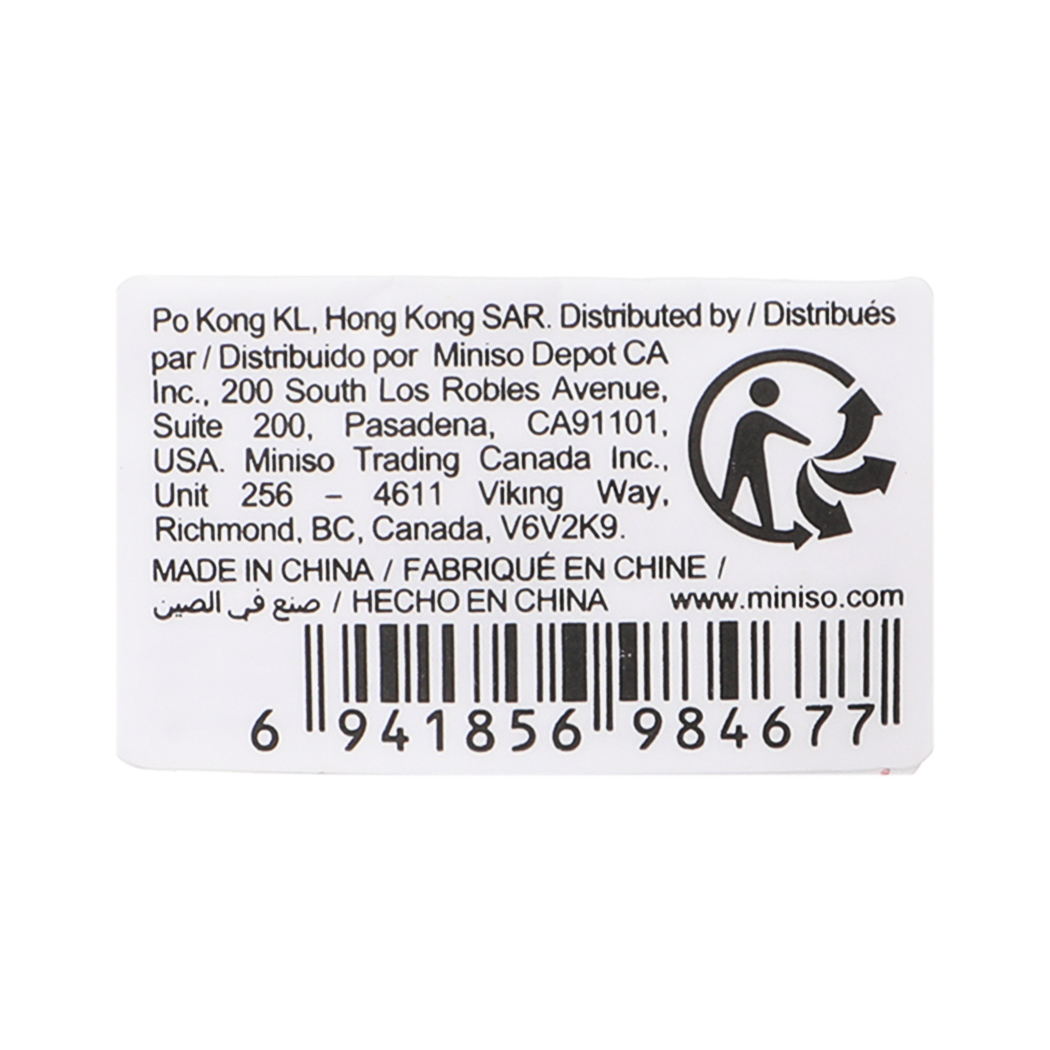 Po Kong KL, Hong Kong SAR. Distributed by / Distribués
par / Distribuido por Miniso Depot CA
Inc., 200 South Los Robles Avenue,
Suite 200, Pasadena, CA91101,
USA. Miniso Trading Canada Inc.,
Unit 256 – 4611 Viking Way,
Richmond, BC, Canada, V6V2K9.
MADE IN CHINA / FABRIQUÉ EN CHINE /
صنع في الصين / HECHO EN CHINA www.miniso.com
6 941856 984677